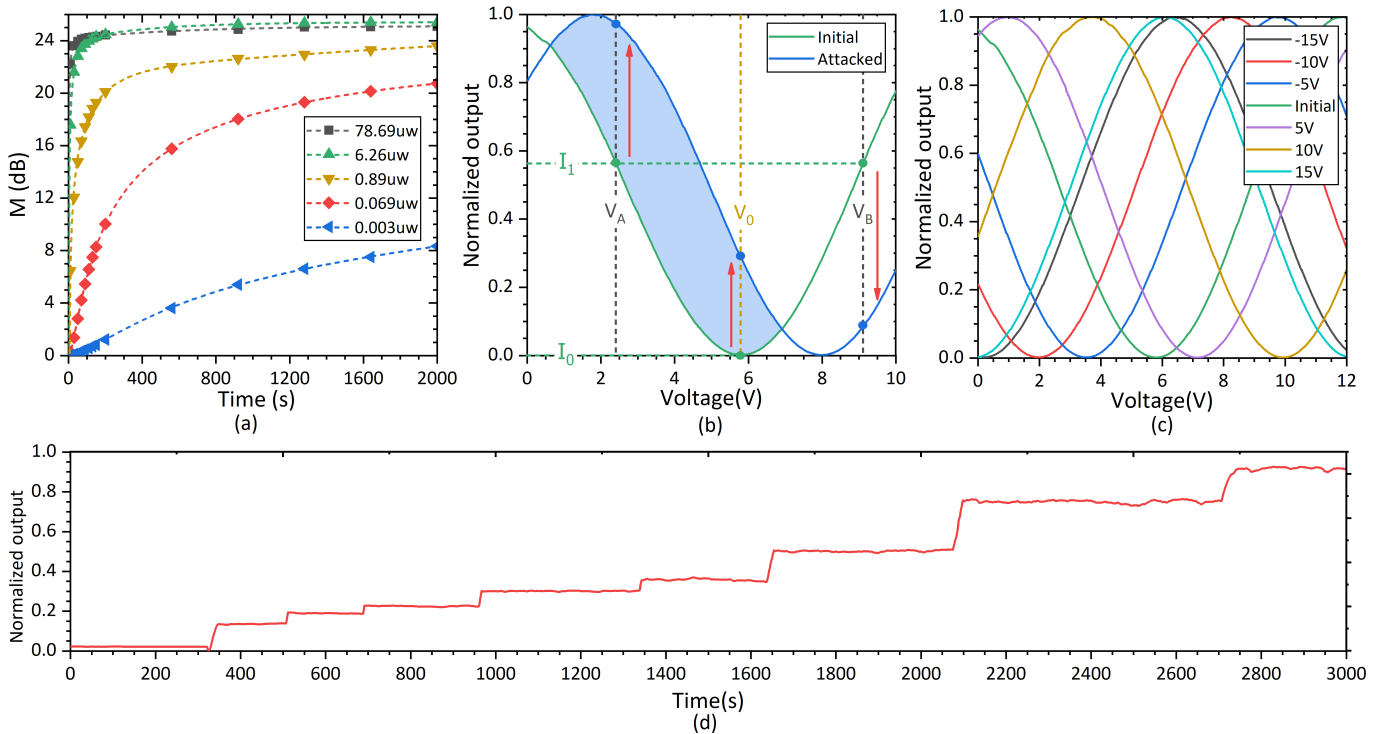 M (dB)
24
20
16
12
8
4
0
78.69uw
6.26uw
0.89uw
0.069uw
0.003uw
0 400 800 1200 1600 2000
Time (s)
(a)
Normalized output
1.0
0.8
0.6
0.4
0.2
0.0
Initial
Attacked
I₁
V_A V₀ V_B
I₀
0 2 4 6 8 10
Voltage(V)
(b)
Normalized output
1.0
0.8
0.6
0.4
0.2
0.0
-15V
-10V
-5V
Initial
5V
10V
15V
0 2 4 6 8 10 12
Voltage(V)
(c)
Normalized output
1.0
0.8
0.6
0.4
0.2
0.0
0 200 400 600 800 1000 1200 1400 1600 1800 2000 2200 2400 2600 2800 3000
Time(s)
(d)